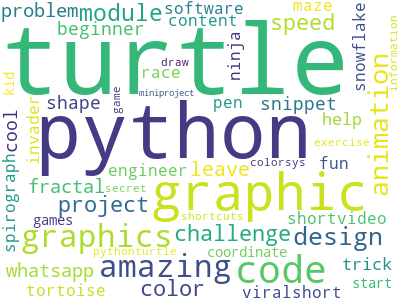 problem module software maze
beginner content speed
turtle
ninja snowflake information
kid race draw
invader cool shape game miniproject pen snippet
python
colorsys help exercise animation
spirograph engineer leave fun
fractal secret graphic
games project shortcuts shortvideo
graphics pythonturtle challenge design
whatsapp amazing coordinate code trick
tortoise color viralshort start